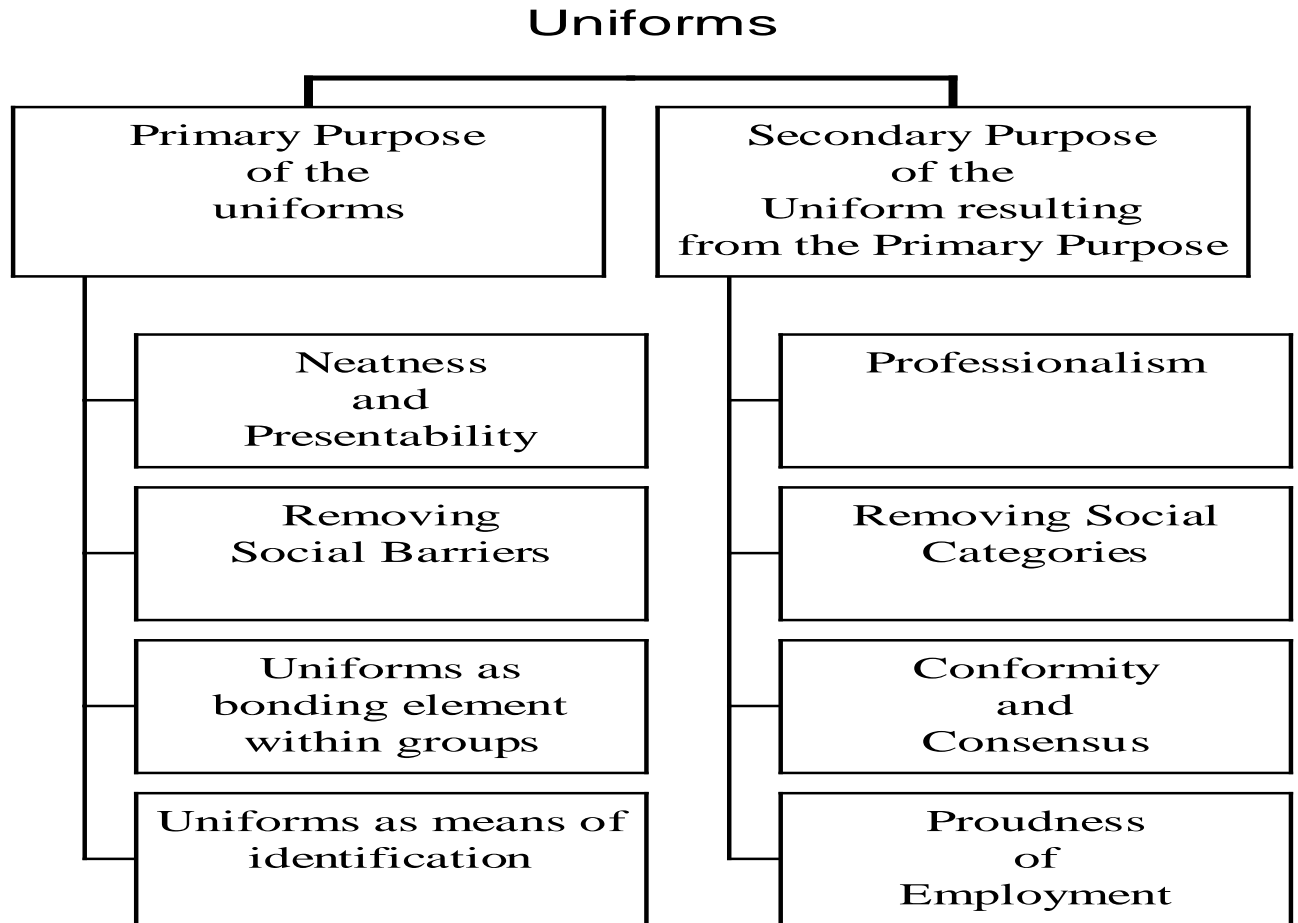 Uniforms
Primary Purpose
of the
uniforms
Secondary Purpose
of the
Uniform resulting
from the Primary Purpose
Neatness
and
Presentability
Removing
Social Barriers
Uniforms as
bonding element
within groups
Uniforms as means of
identification
Professionalism
Removing Social
Categories
Conformity
and
Consensus
Proudness
of
Employment